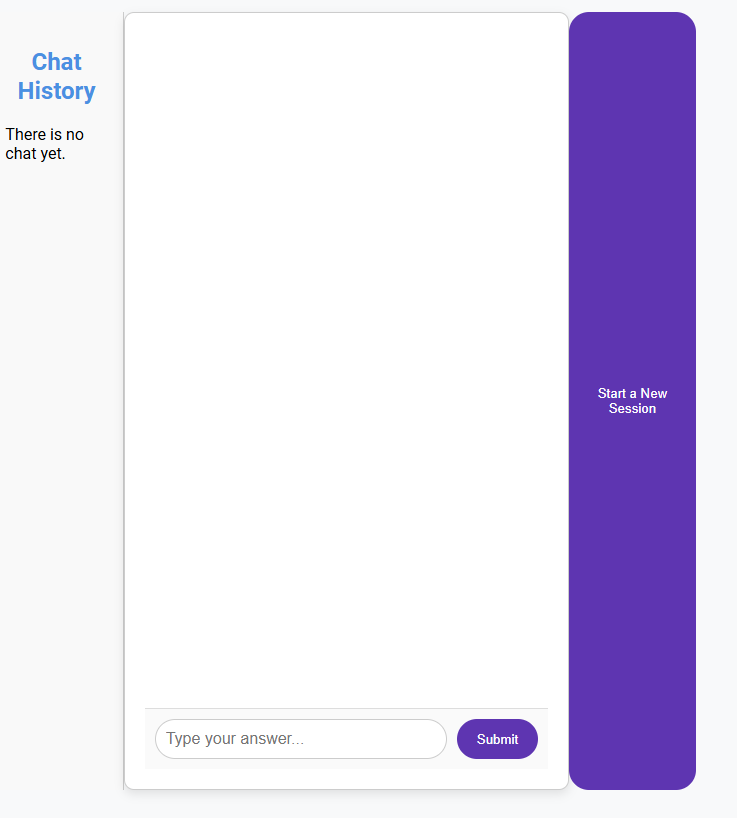 Chat
History
There is no
chat yet.
Start a New
Session
Type your answer...
Submit